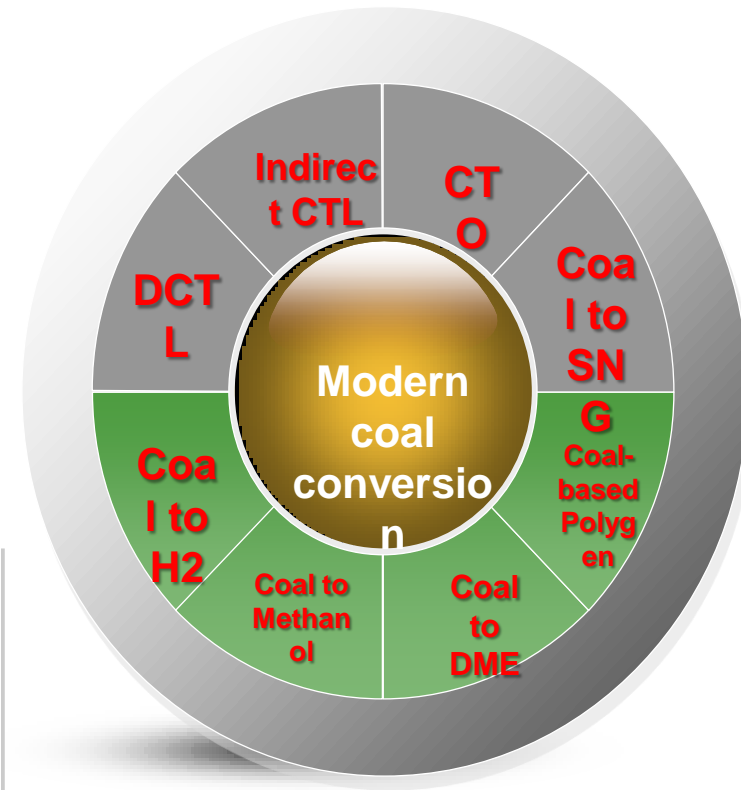 Indirec
t CTL
CT
O
DCT
L
Coa
l to
SN
G
Modern
coal
conversio
n
Coal-
based
Polyg
en
Coa
l to
H2
Coal to
Methan
ol
Coal
to
DME